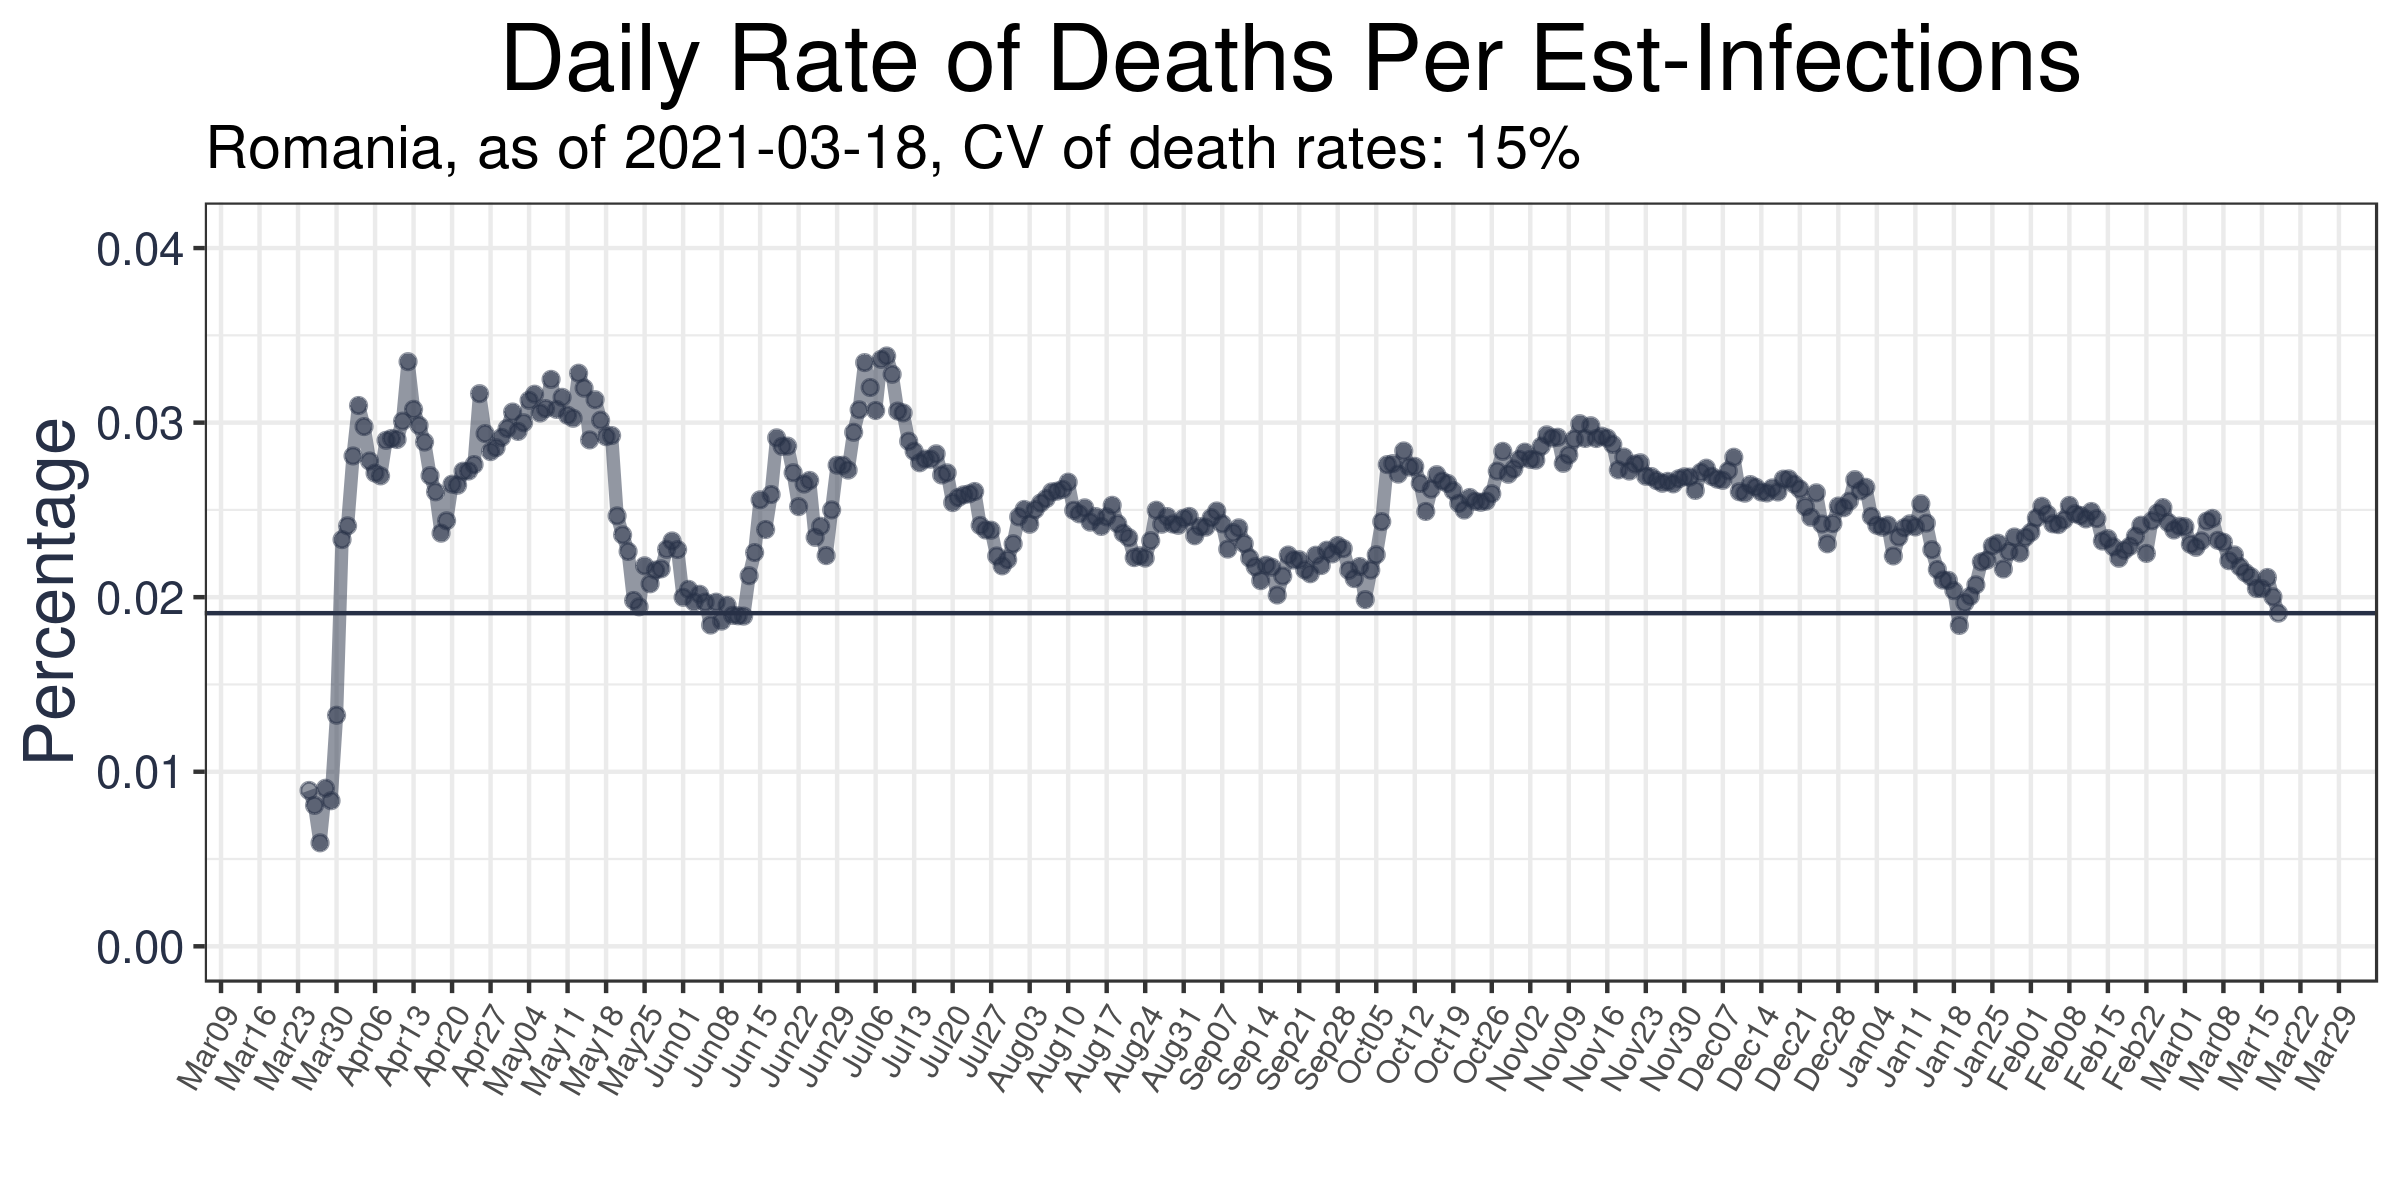 Daily Rate of Deaths Per Est-Infections
Romania, as of 2021-03-18, CV of death rates: 15%
Percentage
0.04
0.03
0.02
0.01
0.00
Mar09
Mar16
Mar23
Mar30
Apr06
Apr13
Apr20
Apr27
May04
May11
May18
May25
Jun01
Jun08
Jun15
Jun22
Jun29
Jul06
Jul13
Jul20
Jul27
Aug03
Aug10
Aug17
Aug24
Aug31
Sep07
Sep14
Sep21
Sep28
Oct05
Oct12
Oct19
Oct26
Nov02
Nov09
Nov16
Nov23
Nov30
Dec07
Dec14
Dec21
Dec28
Jan04
Jan11
Jan18
Jan25
Feb01
Feb08
Feb15
Feb22
Mar01
Mar08
Mar15
Mar22
Mar29